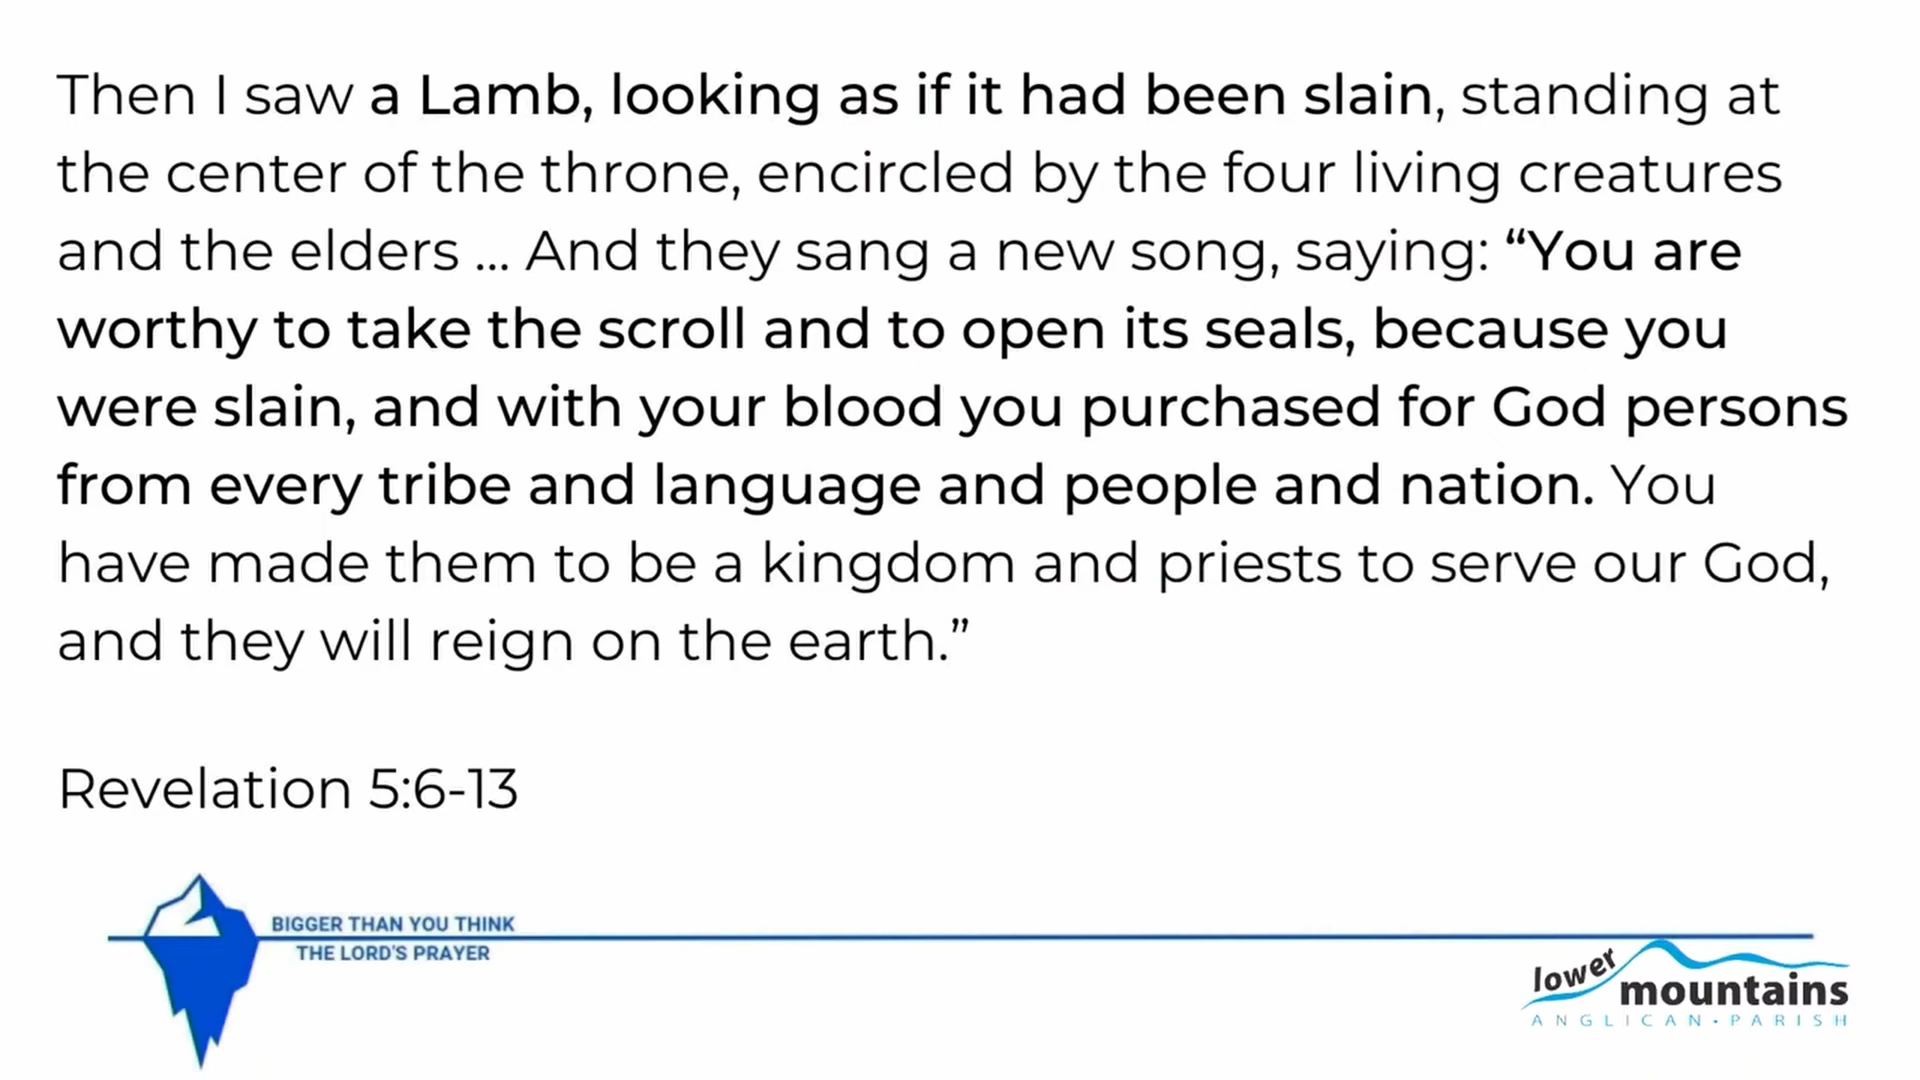 Then I saw a Lamb, looking as if it had been slain, standing at
the center of the throne, encircled by the four living creatures
and the elders ... And they sang a new song, saying: “You are
worthy to take the scroll and to open its seals, because you
were slain, and with your blood you purchased for God persons
from every tribe and language and people and nation. You
have made them to be a kingdom and priests to serve our God,
and they will reign on the earth.”
Revelation 5:6-13
BIGGER THAN YOU THINK
THE LORD'S PRAYER
lower
mountains
ANGLICAN • PARISH